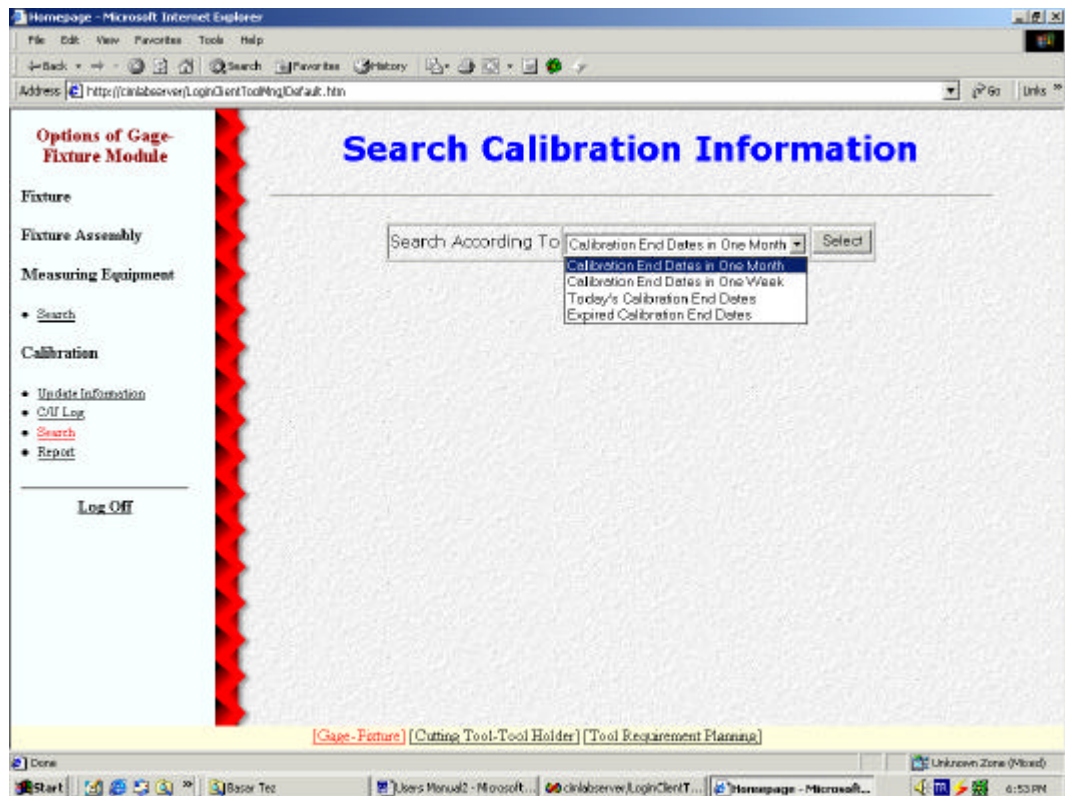 Homepage - Microsoft Internet Explorer
File Edit View Favorites Tools Help
Back Search Favorites History
Address http://cimlabserver/LoginClientToolMng/Default.htm Go Links »
Options of Gage-
Fixture Module
Fixture
Fixture Assembly
Measuring Equipment
• Search
Calibration
• Update Information
• C/U Log
• Search
• Report
Log Off
Search Calibration Information
Search According To Calibration End Dates in One Month Select
Calibration End Dates in One Month
Calibration End Dates in One Week
Today's Calibration End Dates
Expired Calibration End Dates
[Gage-Fixture] [Cutting Tool-Tool Holder] [Tool Requirement Planning]
Done Unknown Zone (Mixed)
Start » Basar Tez Users Manual2 - Microsoft... cimlabserver/LoginClientT... Homepage - Microsoft... 6:53 PM